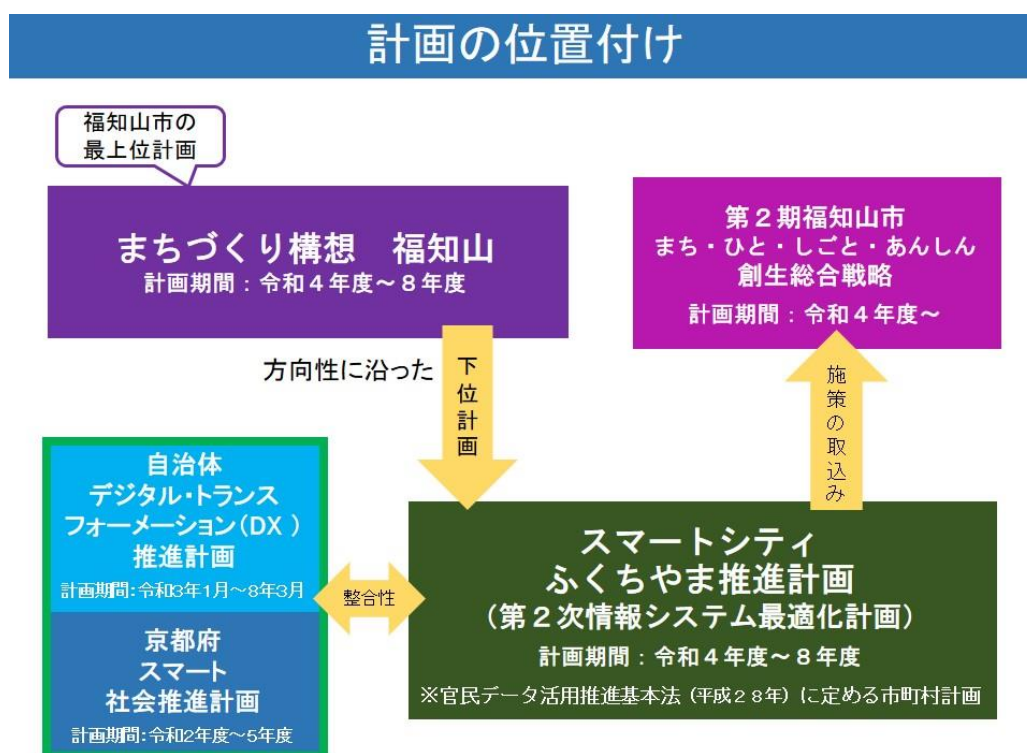 計画の位置付け
福知山市の
最上位計画
まちづくり構想　福知山
計画期間：令和４年度～８年度
第２期福知山市
まち・ひと・しごと・あんしん
創生総合戦略
計画期間：令和４年度～
方向性に沿った
下位計画
施策の取込み
自治体
デジタル・トランス
フォーメーション（DX ）
推進計画
計画期間：令和3年1月～8年3月
整合性
京都府
スマート
社会推進計画
計画期間：令和2年度～5年度
スマートシティ
ふくちやま推進計画
（第２次情報システム最適化計画）
計画期間：令和４年度～８年度
※官民データ活用推進基本法（平成２８年）に定める市町村計画